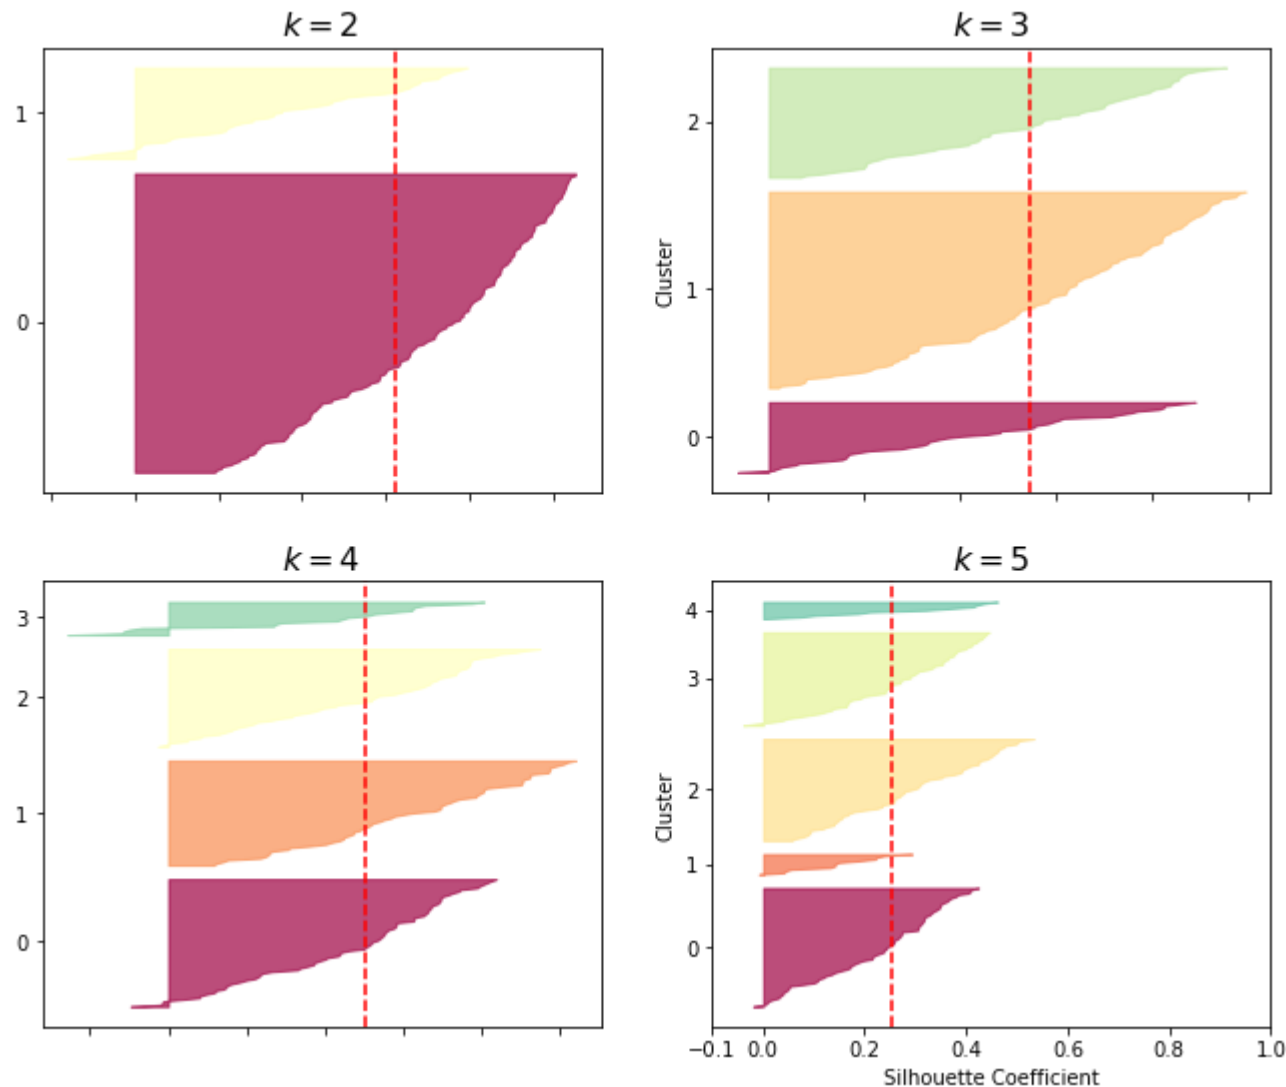 k = 2
1
0
k = 3
2
1
0
Cluster
k = 4
3
2
1
0
k = 5
4
3
2
1
0
Cluster
−0.1 0.0 0.2 0.4 0.6 0.8 1.0
Silhouette Coefficient